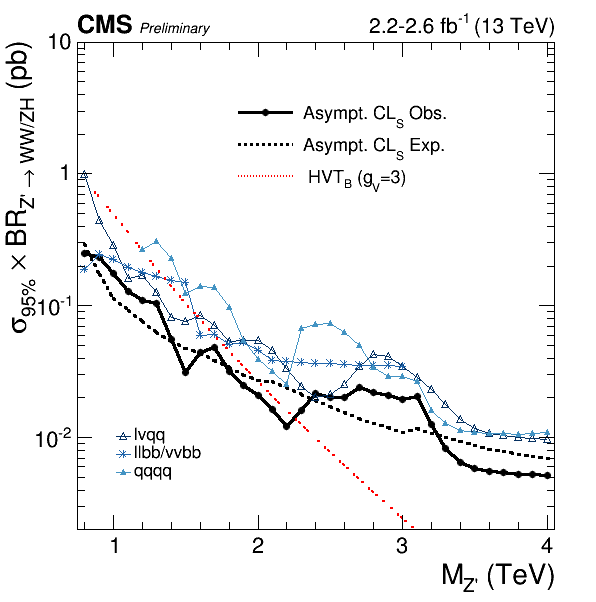 CMS Preliminary 2.2-2.6 fb⁻¹ (13 TeV)
σ95% × BR Z' → WW/ZH (pb)
10
1
10⁻¹
10⁻²
Asympt. CLS Obs.
Asympt. CLS Exp.
HVTB (gV=3)
lvqq
llbb/vvbb
qqqq
1 2 3 4
MZ' (TeV)